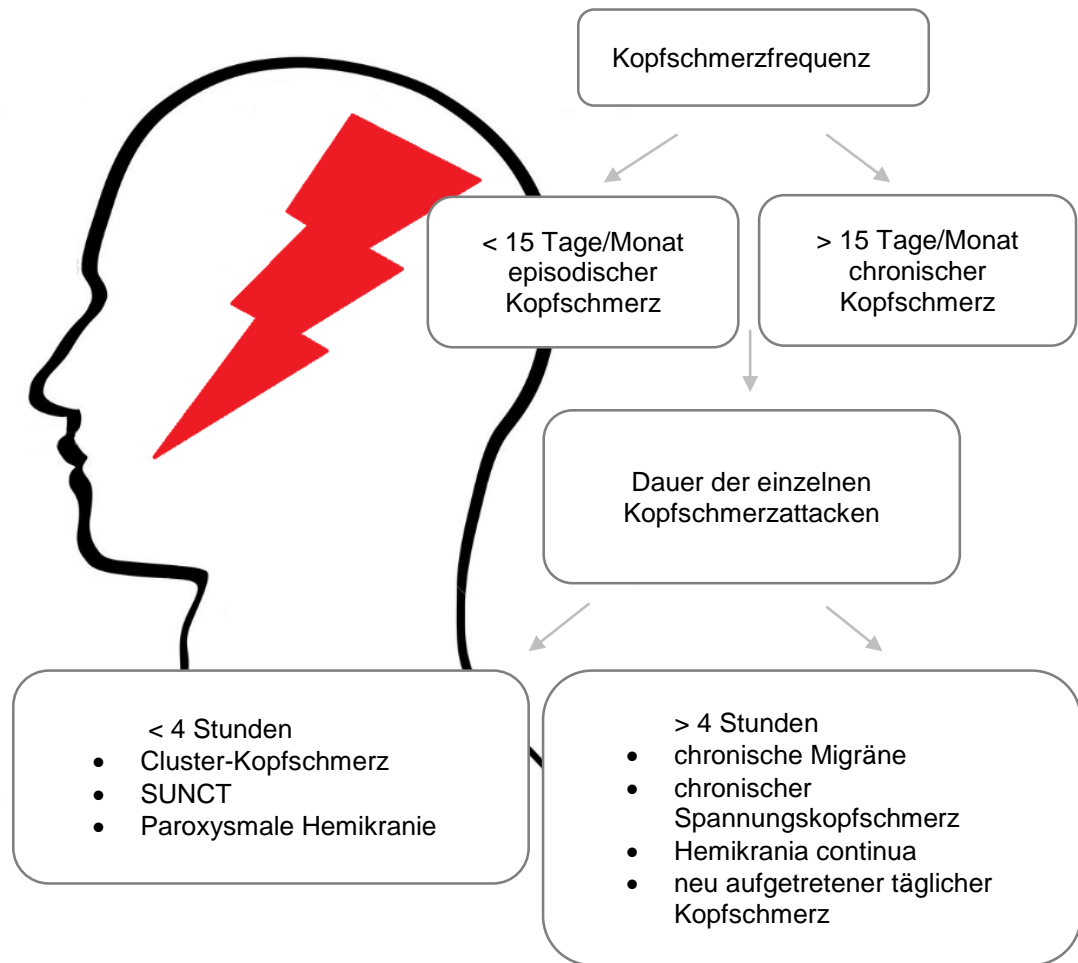 Kopfschmerzfrequenz
< 15 Tage/Monat
episodischer
Kopfschmerz
> 15 Tage/Monat
chronischer
Kopfschmerz
Dauer der einzelnen
Kopfschmerzattacken
< 4 Stunden
• Cluster-Kopfschmerz
• SUNCT
• Paroxysmale Hemikranie
> 4 Stunden
• chronische Migräne
• chronischer
Spannungskopfschmerz
• Hemikrania continua
• neu aufgetretener täglicher
Kopfschmerz